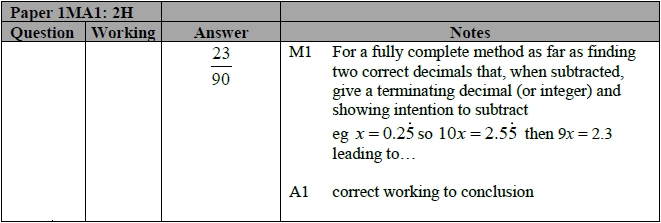 Paper 1MA1: 2H
Question Working Answer Notes
23
90
M1 For a fully complete method as far as finding
two correct decimals that, when subtracted,
give a terminating decimal (or integer) and
showing intention to subtract
eg x = 0.25̇ so 10x = 2.55̇ then 9x = 2.3
leading to…
A1 correct working to conclusion